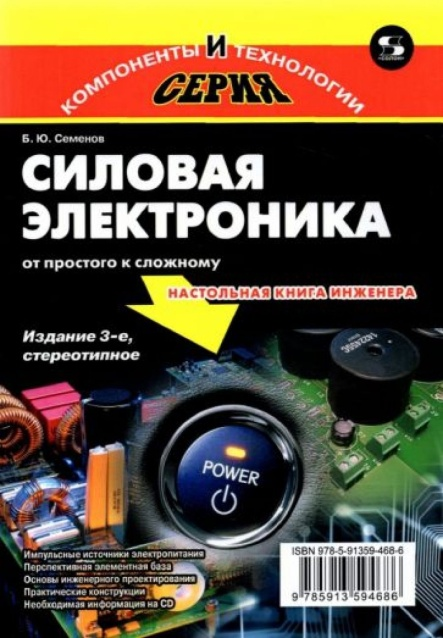 КОМПОНЕНТЫ И ТЕХНОЛОГИИ
СЕРИЯ
S
«СОЛОН»
Б. Ю. Семенов
СИЛОВАЯ
ЭЛЕКТРОНИКА
от простого к сложному
НАСТОЛЬНАЯ КНИГА ИНЖЕНЕРА
Издание 3-е,
стереотипное
POWER
Импульсные источники электропитания
Перспективная элементная база
Основы инженерного проектирования
Практические конструкции
Необходимая информация на CD
ISBN 978-5-91359-468-6
9 785913 594686